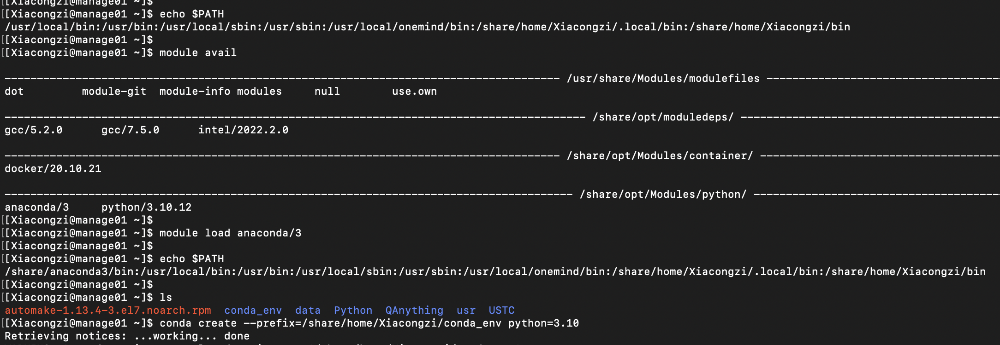 [[Xiacongzi@manage01 ~]$
[[Xiacongzi@manage01 ~]$ echo $PATH
/usr/local/bin:/usr/bin:/usr/local/sbin:/usr/sbin:/usr/local/onemind/bin:/share/home/Xiacongzi/.local/bin:/share/home/Xiacongzi/bin
[[Xiacongzi@manage01 ~]$
[[Xiacongzi@manage01 ~]$ module avail
-------------------------------------------------------------------------------------- /usr/share/Modules/modulefiles ------------------------------------
dot         module-git  module-info modules     null        use.own
------------------------------------------------------------------------------------------ /share/opt/moduledeps/ ----------------------------------------
gcc/5.2.0      gcc/7.5.0      intel/2022.2.0
-------------------------------------------------------------------------------------- /share/opt/Modules/container/ -------------------------------------
docker/20.10.21
---------------------------------------------------------------------------------------- /share/opt/Modules/python/ --------------------------------------
anaconda/3     python/3.10.12
[[Xiacongzi@manage01 ~]$
[[Xiacongzi@manage01 ~]$ module load anaconda/3
[[Xiacongzi@manage01 ~]$
[[Xiacongzi@manage01 ~]$ echo $PATH
/share/anaconda3/bin:/usr/local/bin:/usr/bin:/usr/local/sbin:/usr/sbin:/usr/local/onemind/bin:/share/home/Xiacongzi/.local/bin:/share/home/Xiacongzi/bin
[[Xiacongzi@manage01 ~]$
[[Xiacongzi@manage01 ~]$ ls
automake-1.13.4-3.el7.noarch.rpm  conda_env  data  Python  QAnything  usr  USTC
[[Xiacongzi@manage01 ~]$ conda create --prefix=/share/home/Xiacongzi/conda_env python=3.10
Retrieving notices: ...working... done